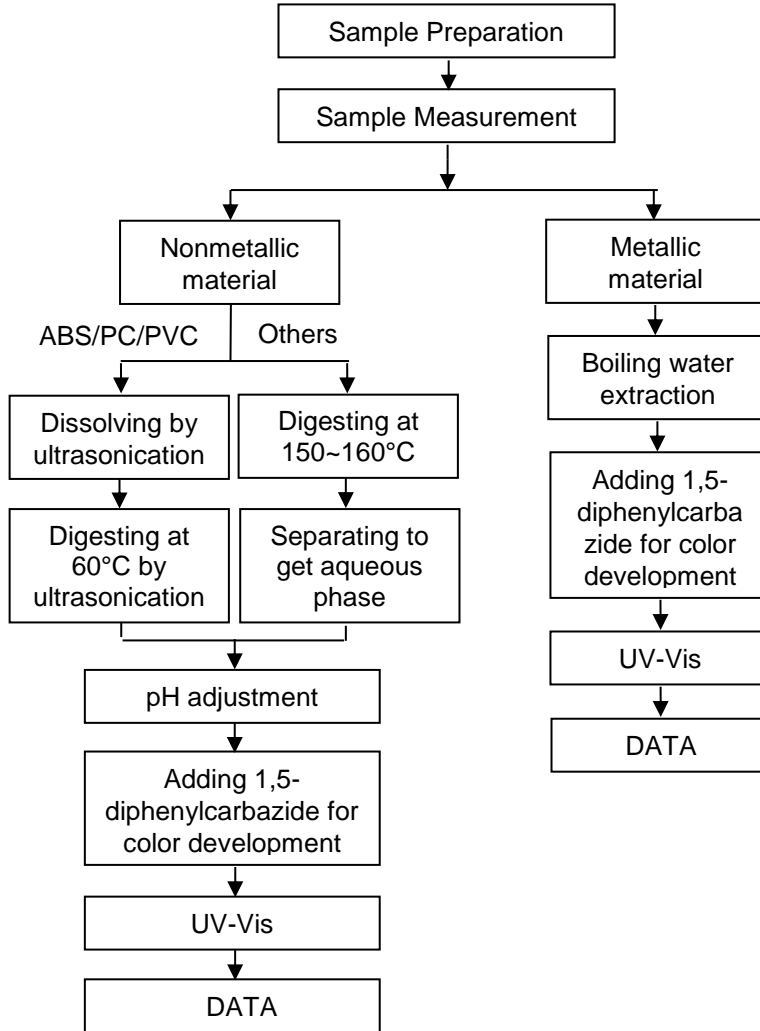 Sample Preparation
Sample Measurement
Nonmetallic
material
Metallic
material
ABS/PC/PVC
Others
Dissolving by
ultrasonication
Digesting at
150~160°C
Boiling water
extraction
Digesting at
60°C by
ultrasonication
Separating to
get aqueous
phase
Adding 1,5-
diphenylcarba
zide for color
development
pH adjustment
UV-Vis
DATA
Adding 1,5-
diphenylcarbazide for
color development
UV-Vis
DATA